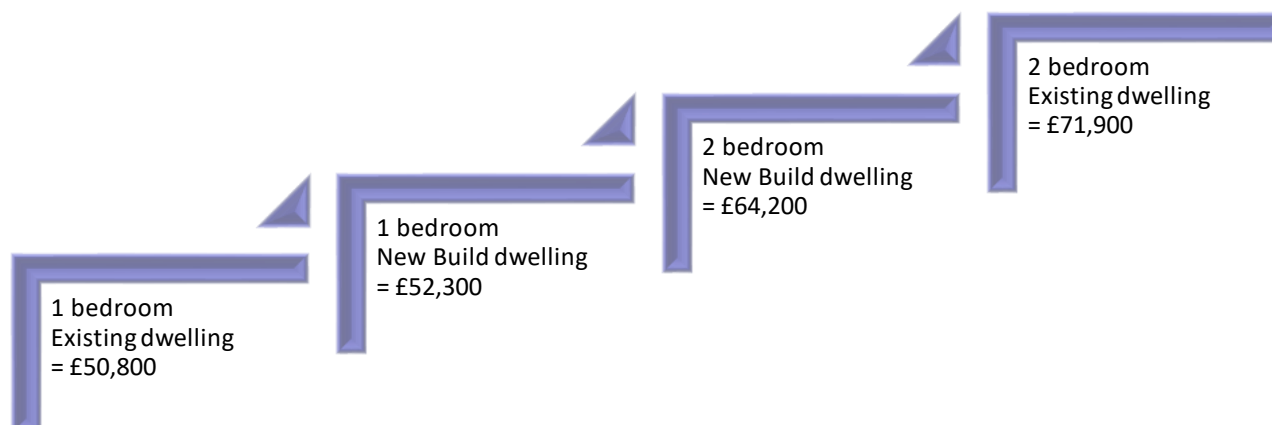 1 bedroom
Existing dwelling
= £50,800
1 bedroom
New Build dwelling
= £52,300
2 bedroom
New Build dwelling
= £64,200
2 bedroom
Existing dwelling
= £71,900